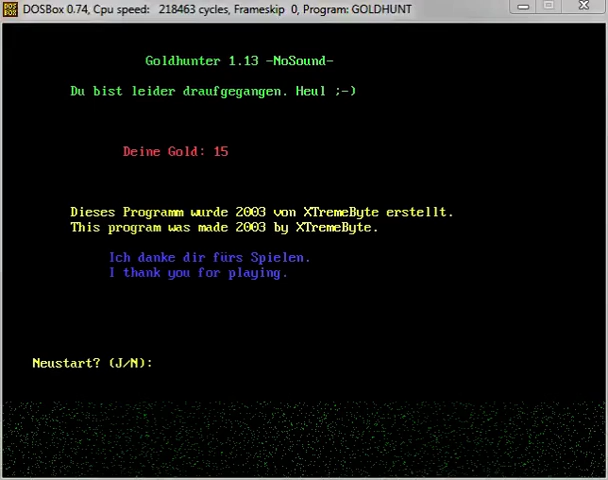 DOSBox 0.74, Cpu speed: 218463 cycles, Frameskip 0, Program: GOLDHUNT
Goldhunter 1.13 -NoSound-
Du bist leider draufgegangen. Heul ;-)
Deine Gold: 15
Dieses Programm wurde 2003 von XTremeByte erstellt.
This program was made 2003 by XTremeByte.
Ich danke dir fürs Spielen.
I thank you for playing.
Neustart? (J/N):